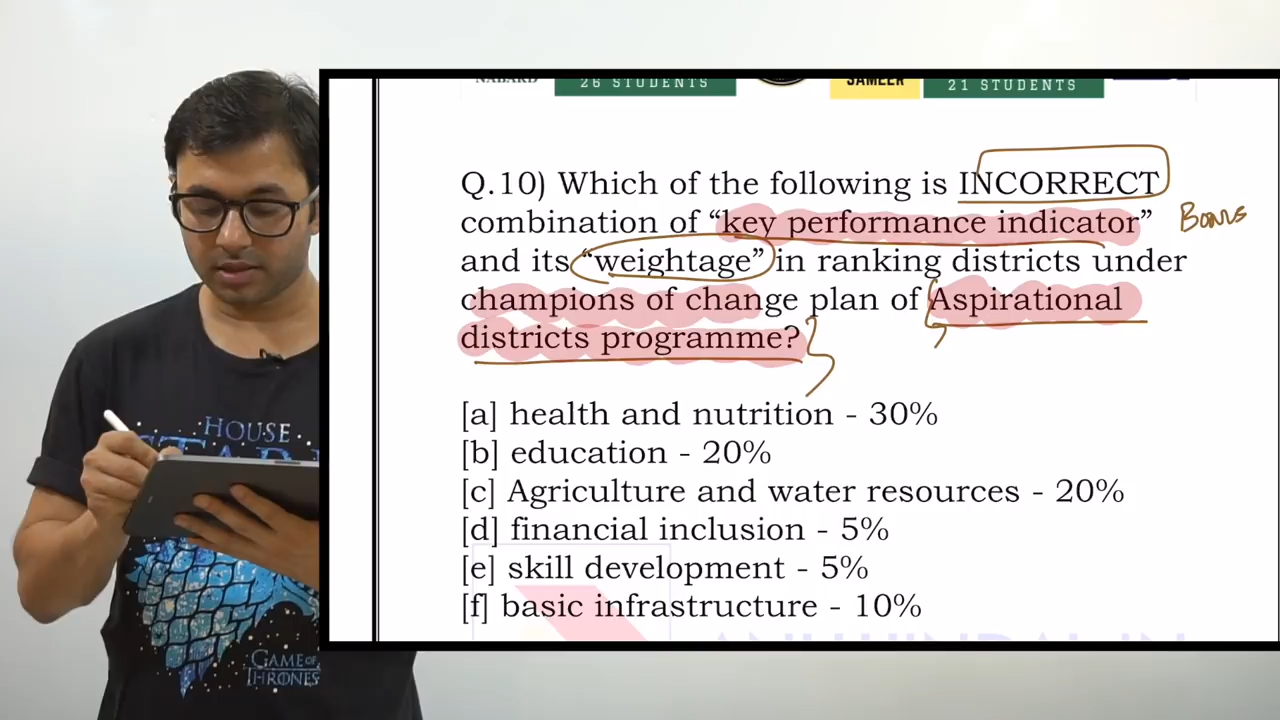 NABARD
26 STUDENTS
SAMEER
21 STUDENTS
Q.10) Which of the following is INCORRECT
combination of “key performance indicator”
Bonus
and its “weightage” in ranking districts under
champions of change plan of Aspirational
districts programme?
[a] health and nutrition - 30%
[b] education - 20%
[c] Agriculture and water resources - 20%
[d] financial inclusion - 5%
[e] skill development - 5%
[f] basic infrastructure - 10%
HOUSE
GAME OF
THRONES